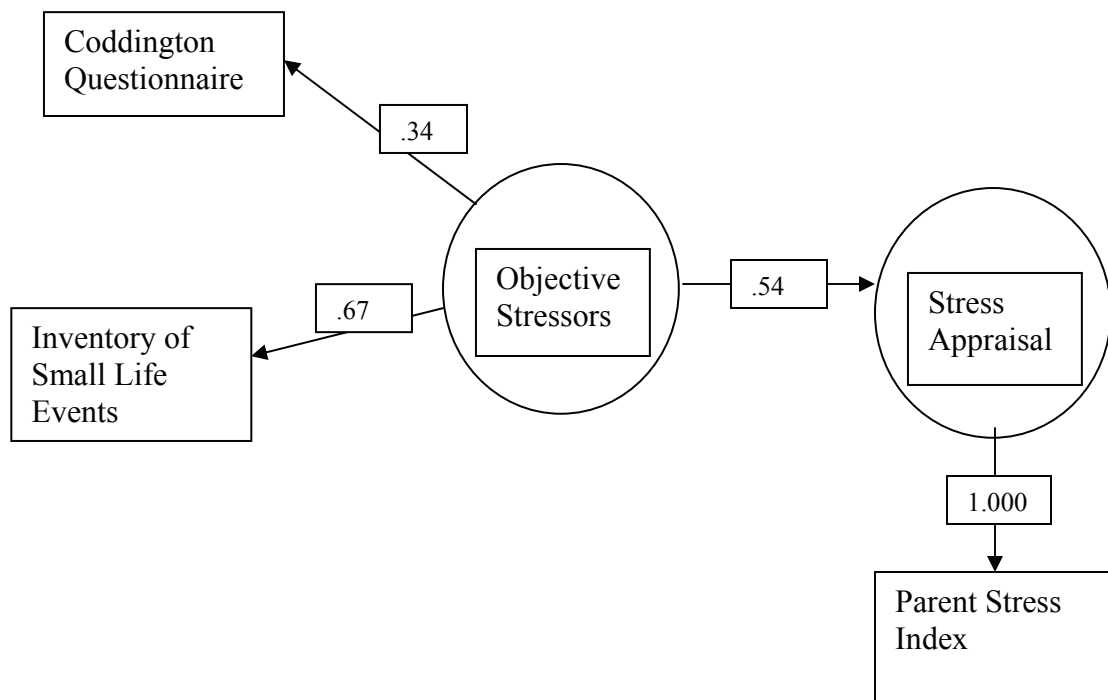 Coddington
Questionnaire
.34
Objective
Stressors
.54
Stress
Appraisal
.67
Inventory of
Small Life
Events
1.000
Parent Stress
Index